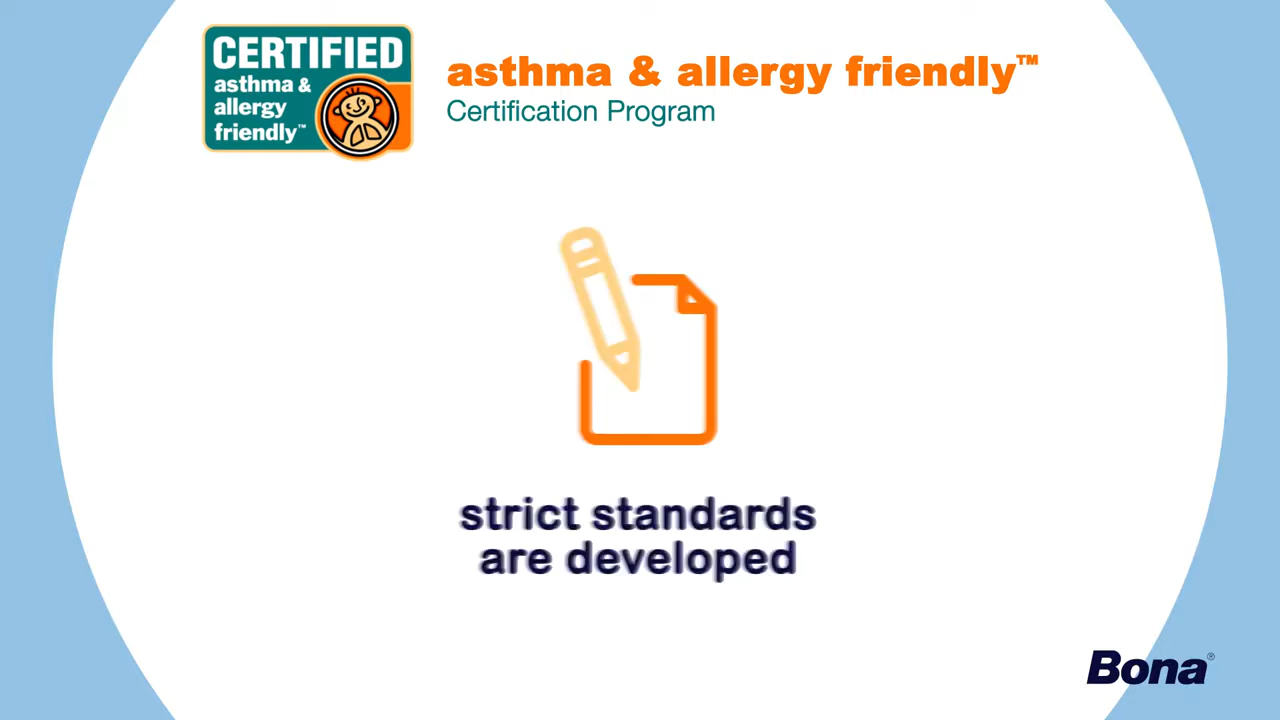 CERTIFIED
asthma &
allergy
friendly™
asthma & allergy friendly™
Certification Program
strict standards
are developed
Bona®